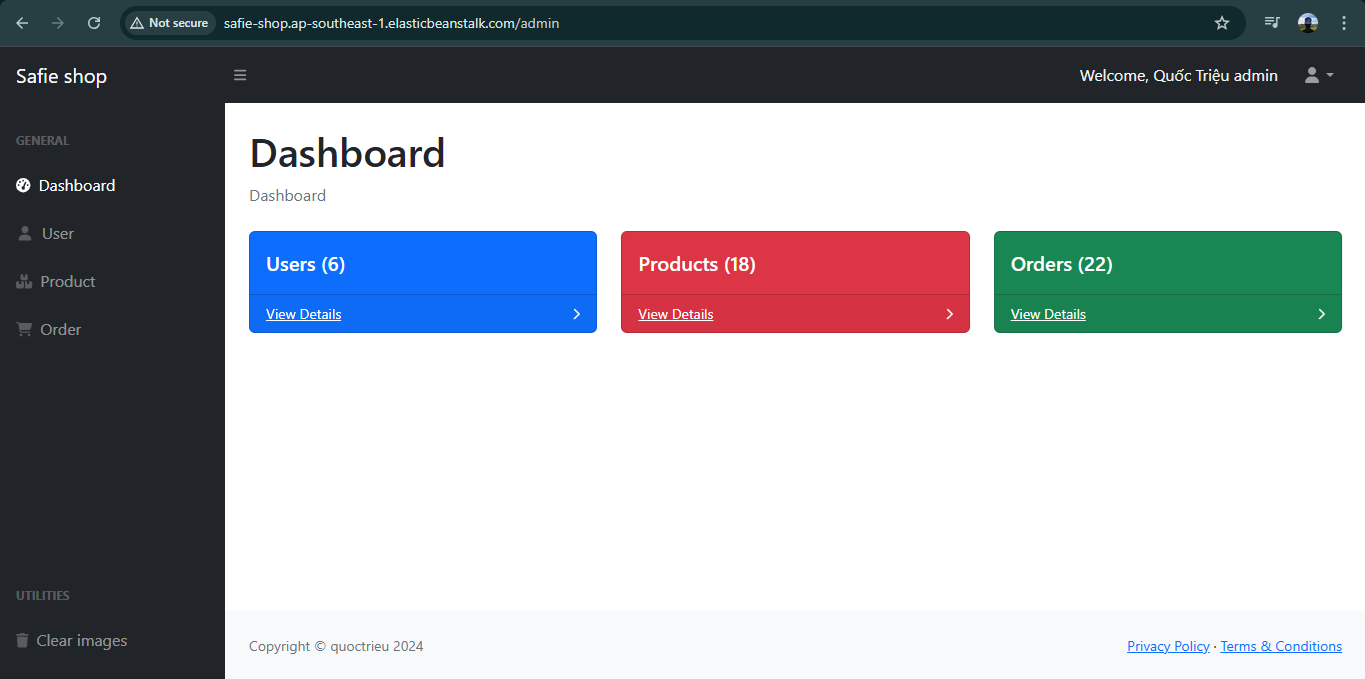 Not secure safie-shop.ap-southeast-1.elasticbeanstalk.com/admin
Safie shop
Welcome, Quốc Triệu admin
GENERAL
Dashboard
User
Product
Order
UTILITIES
Clear images
Dashboard
Dashboard
Users (6)
View Details
Products (18)
View Details
Orders (22)
View Details
Copyright © quoctrieu 2024
Privacy Policy · Terms & Conditions